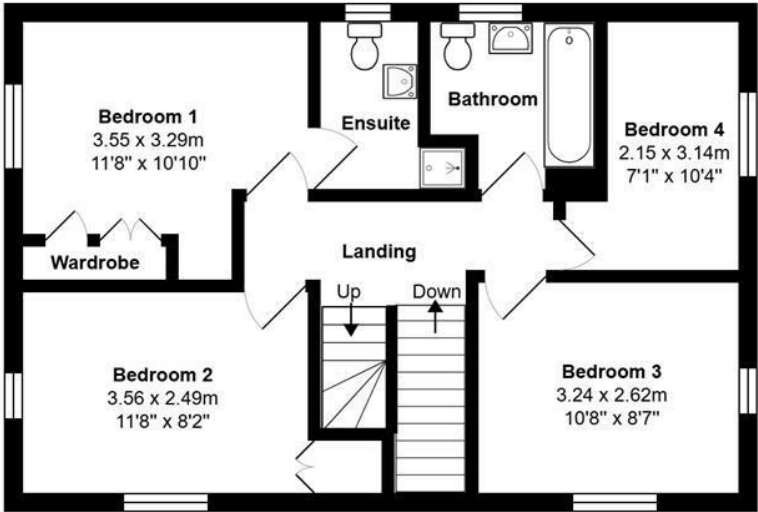 Bedroom 1
3.55 x 3.29m
11'8" x 10'10"
Wardrobe
Ensuite
Bathroom
Bedroom 4
2.15 x 3.14m
7'1" x 10'4"
Landing
Up
Down
Bedroom 2
3.56 x 2.49m
11'8" x 8'2"
Bedroom 3
3.24 x 2.62m
10'8" x 8'7"